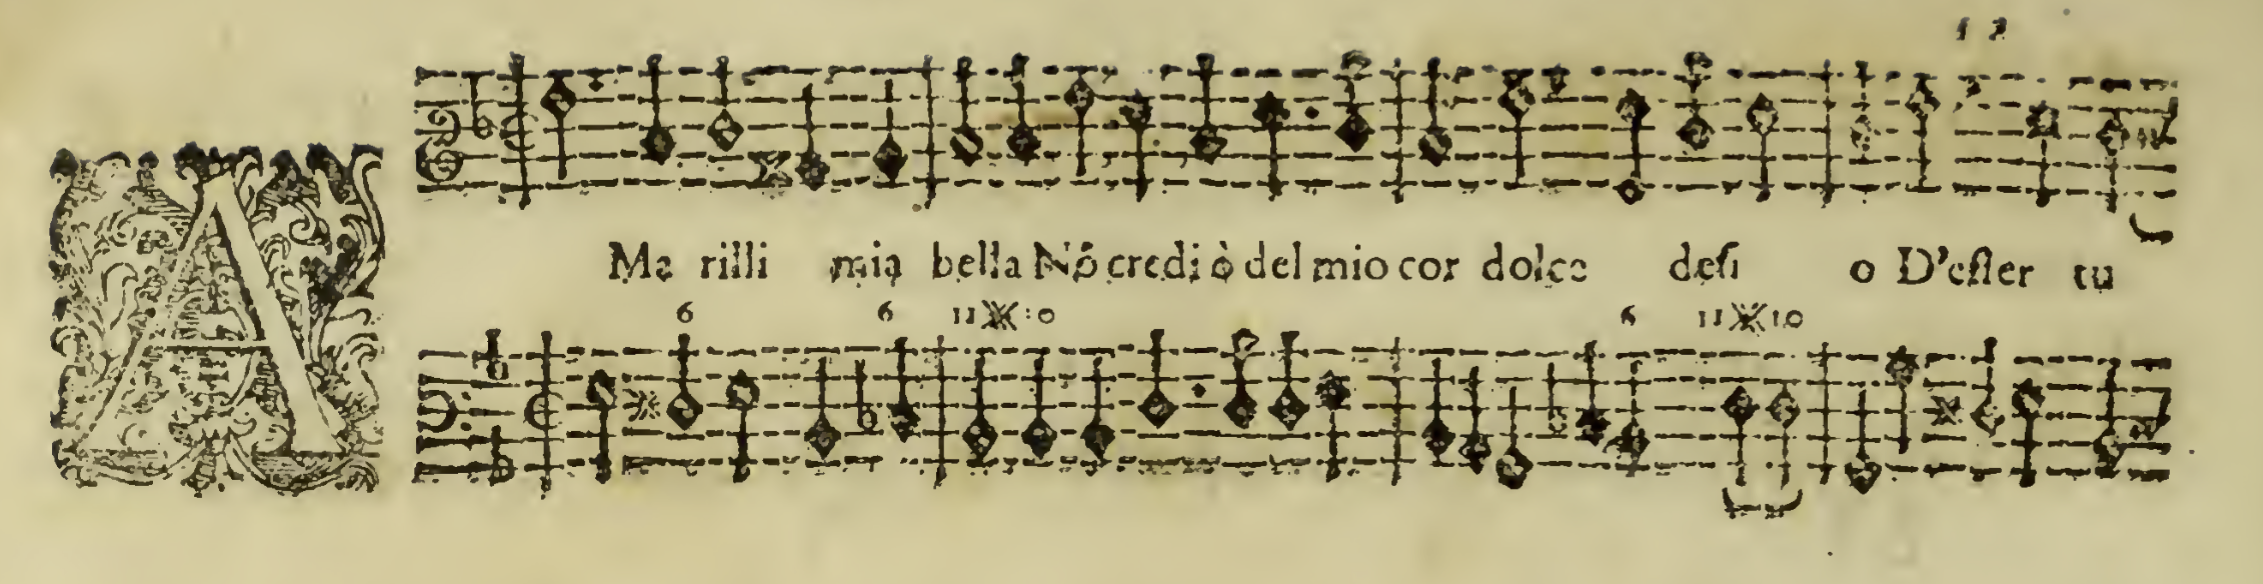 1 2
A
Ma rilli mia bella Nõ credi ò del mio cor dolce desi o D'esser tu
6 6 11 10 6 11 10